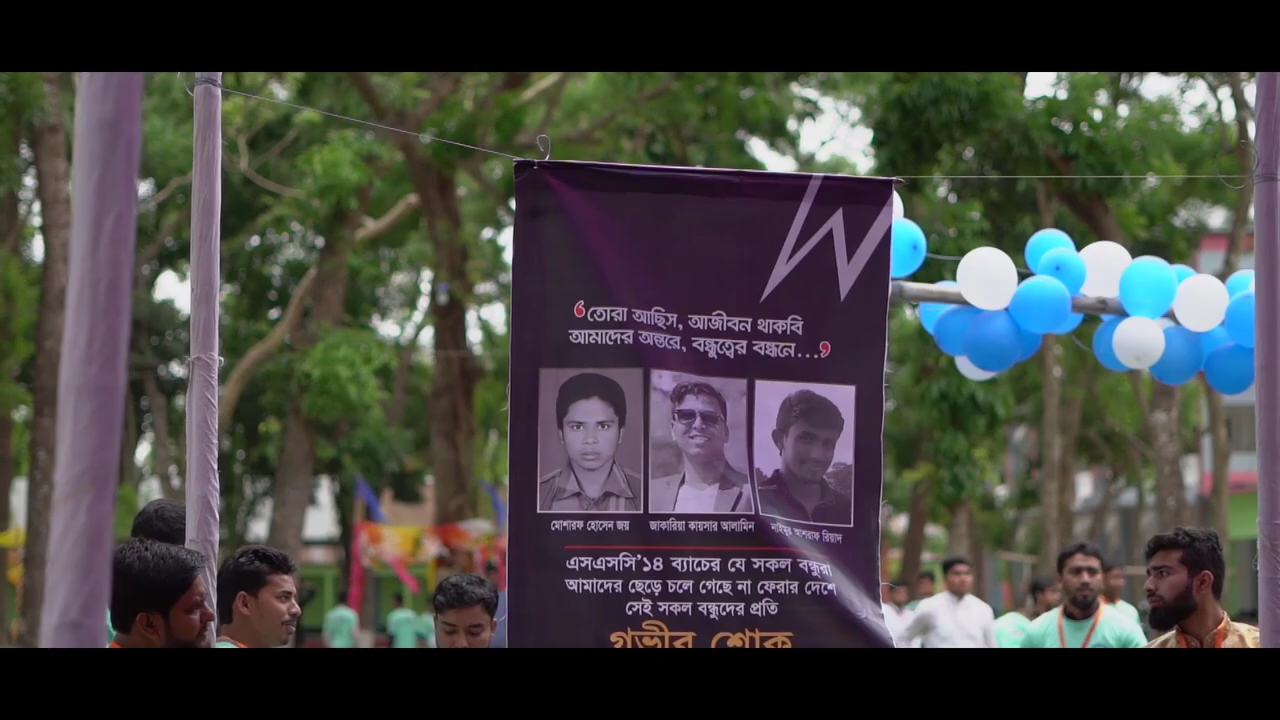 ‘তোরা আছিস, আজীবন থাকবি
আমাদের অন্তরে, বন্ধুত্বের বন্ধনে...’
মোশারফ হোসেন জয়
জাকারিয়া কায়সার আলামিন
নাইমুর আশরাফ রিয়াদ
এসএসসি’১৪ ব্যাচের যে সকল বন্ধুরা
আমাদের ছেড়ে চলে গেছে না ফেরার দেশে
সেই সকল বন্ধুদের প্রতি
গভীর শোক